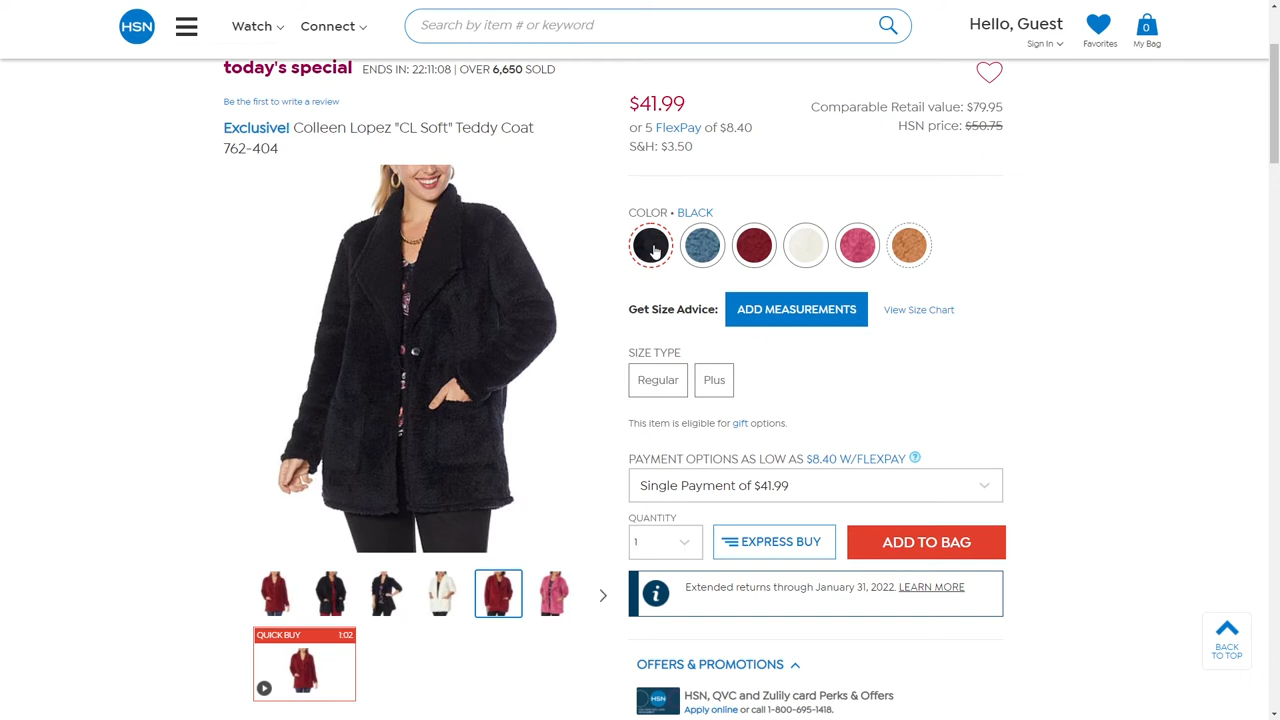 HSN
Watch
Connect
Search by item # or keyword
Hello, Guest
Sign In
Favorites
0
My Bag
today's special ENDS IN: 22:11:08 | OVER 6,650 SOLD
Be the first to write a review
Exclusive! Colleen Lopez "CL Soft" Teddy Coat
762-404
$41.99
or 5 FlexPay of $8.40
S&H: $3.50
Comparable Retail value: $79.95
HSN price: $50.75
COLOR • BLACK
Get Size Advice:
ADD MEASUREMENTS
View Size Chart
SIZE TYPE
Regular
Plus
This item is eligible for gift options.
PAYMENT OPTIONS AS LOW AS $8.40 W/FLEXPAY ?
Single Payment of $41.99
QUANTITY
1
EXPRESS BUY
ADD TO BAG
Extended returns through January 31, 2022. LEARN MORE
QUICK BUY 1:02
BACK
TO TOP
OFFERS & PROMOTIONS
HSN
HSN, QVC and Zulily card Perks & Offers
Apply online or call 1-800-695-1418.